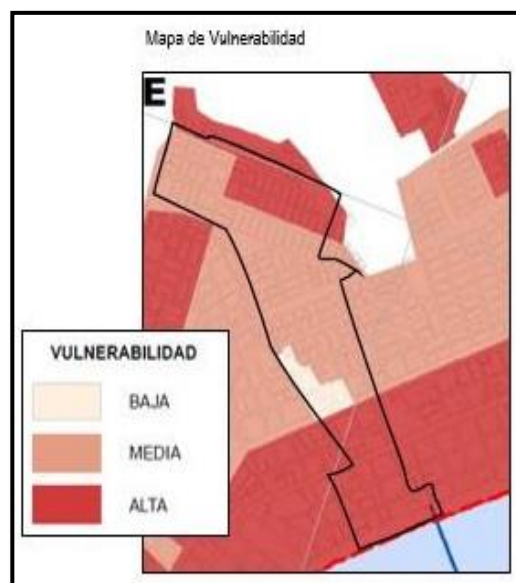 Mapa de Vulnerabilidad
E
VULNERABILIDAD
BAJA
MEDIA
ALTA